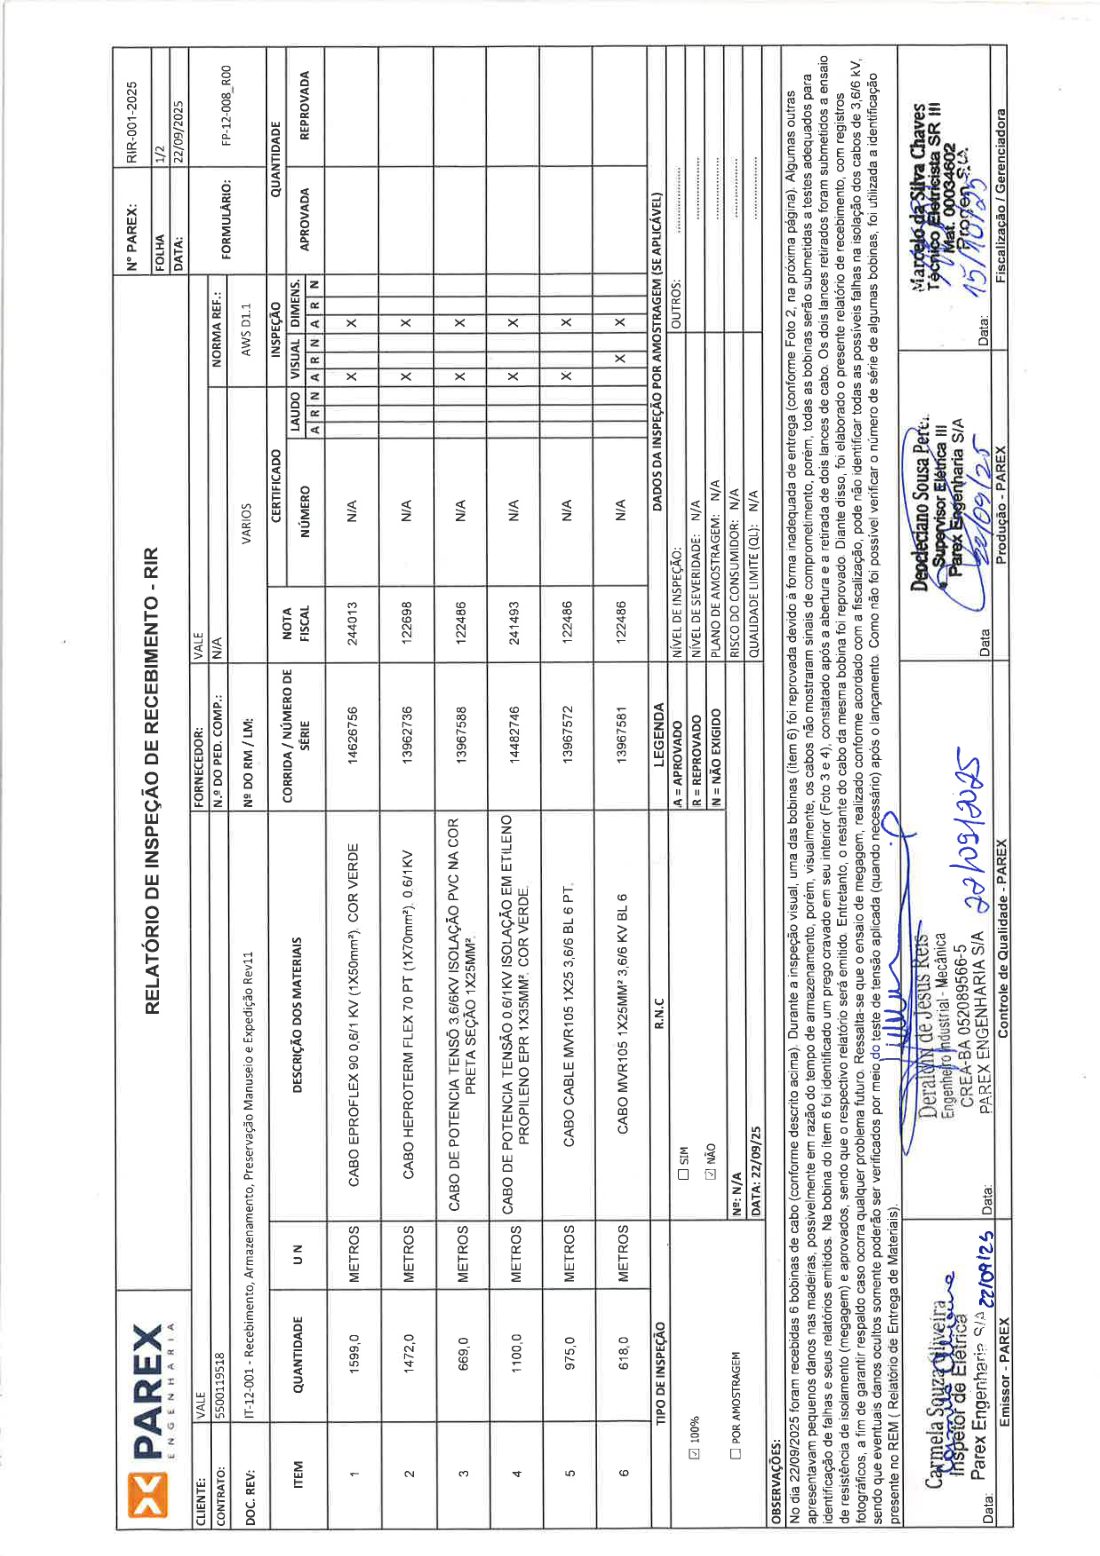 PAREX
ENGENHARIA
RELATÓRIO DE INSPEÇÃO DE RECEBIMENTO - RIR
Nº PAREX: RIR-001-2025
FOLHA 1/2
DATA: 22/09/2025
CLIENTE: VALE FORNECEDOR: VALE
CONTRATO: 5500119518 N.º DO PED. COMP.: N/A NORMA REF.: FORMULÁRIO: FP-12-008_R00
DOC. REV: IT-12-001 - Recebimento, Armazenamento, Preservação Manuseio e Expedição Rev11 Nº DO RM / LM: VARIOS AWS D1.1
ITEM QUANTIDADE U N DESCRIÇÃO DOS MATERIAIS CORRIDA / NÚMERO DE SÉRIE NOTA FISCAL CERTIFICADO INSPEÇÃO QUANTIDADE
NÚMERO LAUDO VISUAL DIMENS. APROVADA REPROVADA
A R N A R N A R N
1 1599,0 METROS CABO EPROFLEX 90 0,6/1 KV (1X50mm²). COR VERDE 14626756 244013 N/A X X
2 1472,0 METROS CABO HEPROTERM FLEX 70 PT (1X70mm²). 0,6/1KV 13962736 122698 N/A X X
3 669,0 METROS CABO DE POTENCIA TENSÕ 3.6/6KV ISOLAÇÃO PVC NA COR PRETA SEÇÃO 1X25MM². 13967588 122486 N/A X X
4 1100,0 METROS CABO DE POTENCIA TENSÃO 0.6/1KV ISOLAÇÃO EM ETILENO PROPILENO EPR 1X35MM². COR VERDE. 14482746 241493 N/A X X
5 975,0 METROS CABO CABLE MVR105 1X25 3,6/6 BL 6 PT. 13967572 122486 N/A X X
6 618,0 METROS CABO MVR105 1X25MM² 3,6/6 KV BL 6 13967581 122486 N/A X X
TIPO DE INSPEÇÃO R.N.C LEGENDA DADOS DA INSPEÇÃO POR AMOSTRAGEM (SE APLICÁVEL)
☑ 100%
☐ POR AMOSTRAGEM
☐ SIM
☑ NÃO
Nº: N/A
DATA: 22/09/25
A = APROVADO
R = REPROVADO
N = NÃO EXIGIDO
NÍVEL DE INSPEÇÃO: OUTROS: ....................
NÍVEL DE SEVERIDADE: N/A
PLANO DE AMOSTRAGEM: N/A
RISCO DO CONSUMIDOR: N/A ....................
QUALIDADE LIMITE (QL): N/A ....................
OBSERVAÇÕES:
No dia 22/09/2025 foram recebidas 6 bobinas de cabo (conforme descrito acima). Durante a inspeção visual, uma das bobinas (item 6) foi reprovada devido à forma inadequada de entrega (conforme Foto 2, na próxima página). Algumas outras
apresentavam pequenos danos nas madeiras, possivelmente em razão do tempo de armazenamento, porém, visualmente, os cabos não mostraram sinais de comprometimento, porém, todas as bobinas serão submetidas a testes adequados para
identificação de falhas e seus relatórios emitidos. Na bobina do ítem 6 foi identificado um prego cravado em seu interior (Foto 3 e 4), constatado após a abertura e a retirada de dois lances de cabo. Os dois lances retirados foram submetidos a ensaio
de resistência de isolamento (megagem) e aprovados, sendo que o respectivo relatório será emitido. Entretanto, o restante do cabo da mesma bobina foi reprovado Diante disso, foi elaborado o presente relatório de recebimento, com registros
fotográficos, a fim de garantir respaldo caso ocorra qualquer problema futuro. Ressalta-se que o ensaio de megagem, realizado conforme acordado com a fiscalização, pode não identificar todas as possíveis falhas na isolação dos cabos de 3,6/6 kV,
sendo que eventuais danos ocultos somente poderão ser verificados por meio do teste de tensão aplicada (quando necessário) após o lançamento. Como não foi possível verificar o número de série de algumas bobinas, foi utilizada a identificação
presente no REM ( Relatório de Entrega de Materiais).
Carmela Souza Oliveira
Inspetor de Elétrica
Parex Engenharia S/A
Data: 22/09/25
Emissor - PAREX
Deraldo de Jesus Reis
Engenheiro Industrial - Mecânica
CREA-BA 052089566-5
PAREX ENGENHARIA S/A
Data: 22/09/2025
Controle de Qualidade - PAREX
Deocleciano Sousa
Supervisor Elétrica III
Parex Engenharia S/A
Data 22/09/25
Produção - PAREX
Marcelo da Silva Chaves
Técnico Eletricista SR III
Mat. 00034602
Progen S.A.
Data: 15/10/25
Fiscalização / Gerenciadora